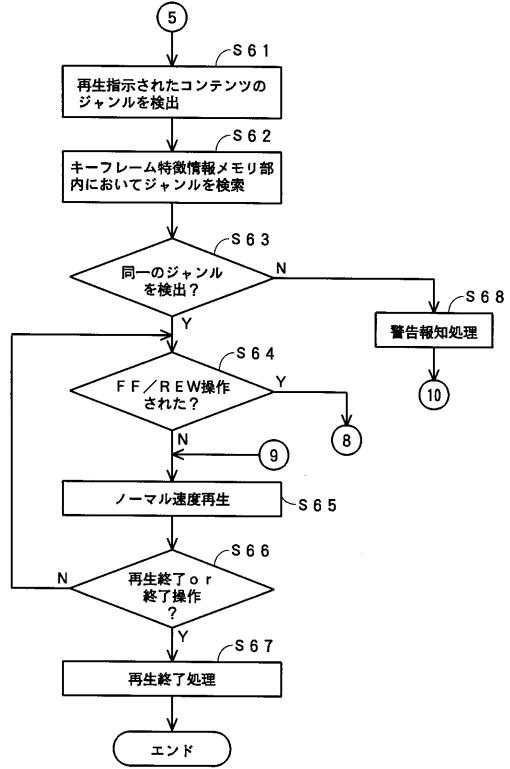 5
S61
再生指示されたコンテンツの
ジャンルを検出
S62
キーフレーム特徴情報メモリ部
内においてジャンルを検索
S63
同一のジャンル
を検出？
N
Y
S68
警告報知処理
10
S64
ＦＦ／ＲＥＷ操作
された？
Y
8
N
9
ノーマル速度再生
S65
S66
再生終了ｏｒ
終了操作
？
N
Y
S67
再生終了処理
エンド